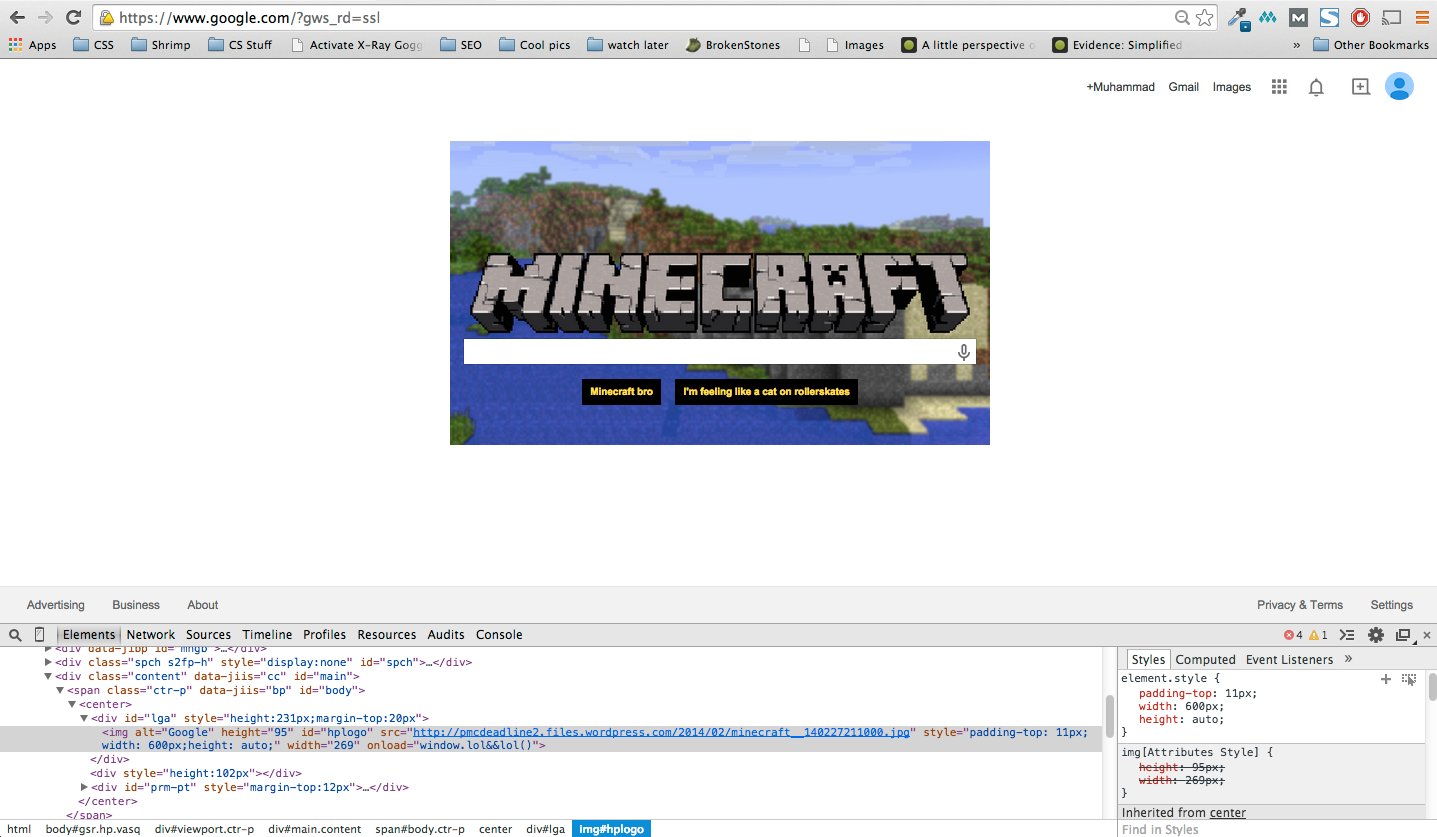 https://www.google.com/?gws_rd=ssl
Apps CSS Shrimp CS Stuff Activate X-Ray Gogg SEO Cool pics watch later BrokenStones Images A little perspective o Evidence: Simplified » Other Bookmarks
+Muhammad Gmail Images
MINECRAFT
Minecraft bro I'm feeling like a cat on rollerskates
Advertising Business About Privacy & Terms Settings
Elements Network Sources Timeline Profiles Resources Audits Console 4 1
<div data-jibp id="mngb">…</div>
<div class="spch s2fp-h" style="display:none" id="spch">…</div>
<div class="content" data-jiis="cc" id="main">
<span class="ctr-p" data-jiis="bp" id="body">
<center>
<div id="lga" style="height:231px;margin-top:20px">
<img alt="Google" height="95" id="hplogo" src="http://pmcdeadline2.files.wordpress.com/2014/02/minecraft__140227211000.jpg" style="padding-top: 11px;
width: 600px;height: auto;" width="269" onload="window.lol&&lol()">
</div>
<div style="height:102px"></div>
<div id="prm-pt" style="margin-top:12px">…</div>
</center>
</span>
html body#gsr.hp.vasq div#viewport.ctr-p div#main.content span#body.ctr-p center div#lga img#hplogo
Styles Computed Event Listeners »
element.style {
padding-top: 11px;
width: 600px;
height: auto;
}
img[Attributes Style] {
height: 95px;
width: 269px;
}
Inherited from center
Find in Styles